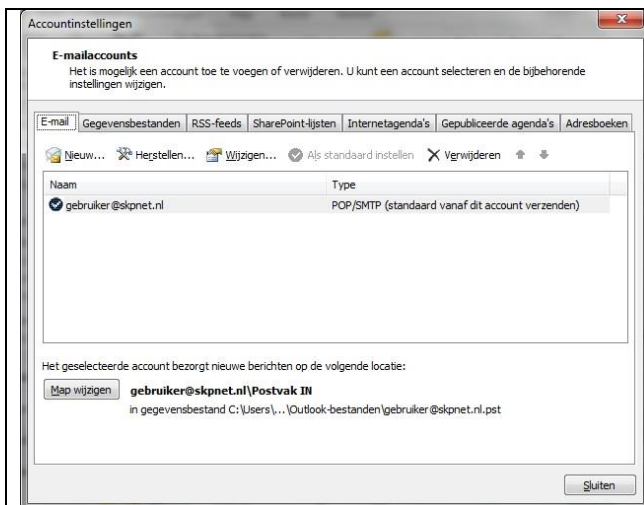 Accountinstellingen
E-mailaccounts
Het is mogelijk een account toe te voegen of verwijderen. U kunt een account selecteren en de bijbehorende
instellingen wijzigen.
E-mail Gegevensbestanden RSS-feeds SharePoint-lijsten Internetagenda's Gepubliceerde agenda's Adresboeken
Nieuw... Herstellen... Wijzigen... Als standaard instellen Verwijderen
Naam Type
gebruiker@skpnet.nl POP/SMTP (standaard vanaf dit account verzenden)
Het geselecteerde account bezorgt nieuwe berichten op de volgende locatie:
Map wijzigen gebruiker@skpnet.nl\Postvak IN
in gegevensbestand C:\Users\...\Outlook-bestanden\gebruiker@skpnet.nl.pst
Sluiten